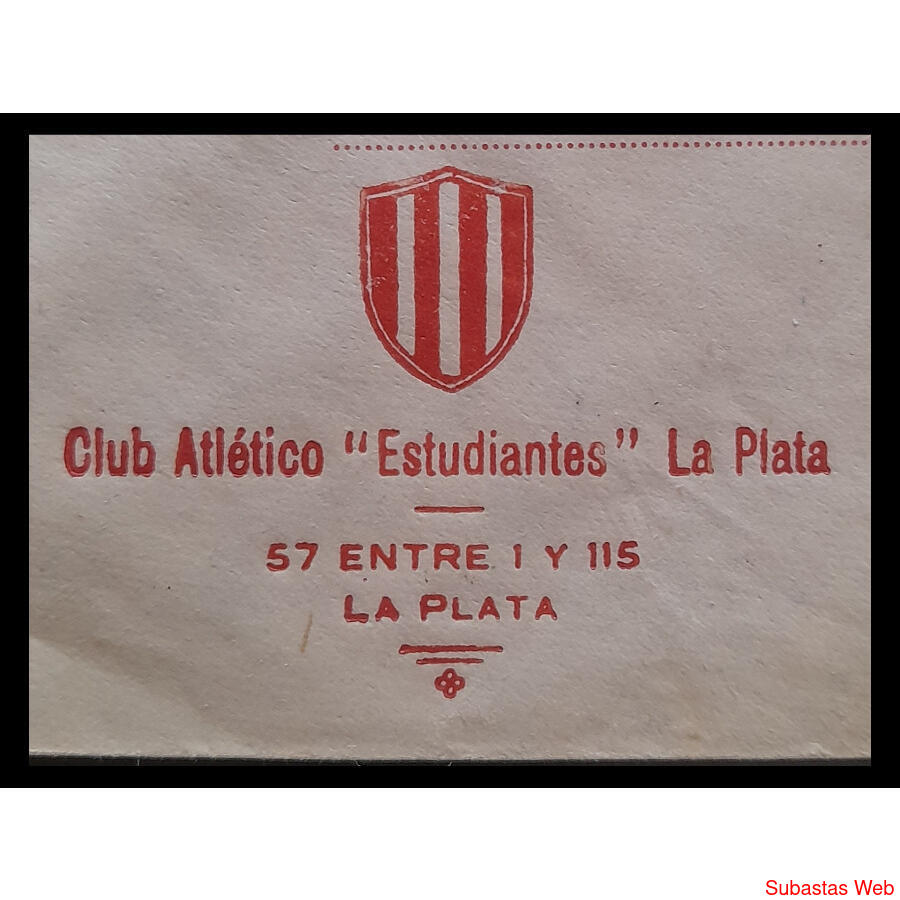 Club Atlético "Estudiantes" La Plata
57 ENTRE 1 Y 115
LA PLATA
Subastas Web